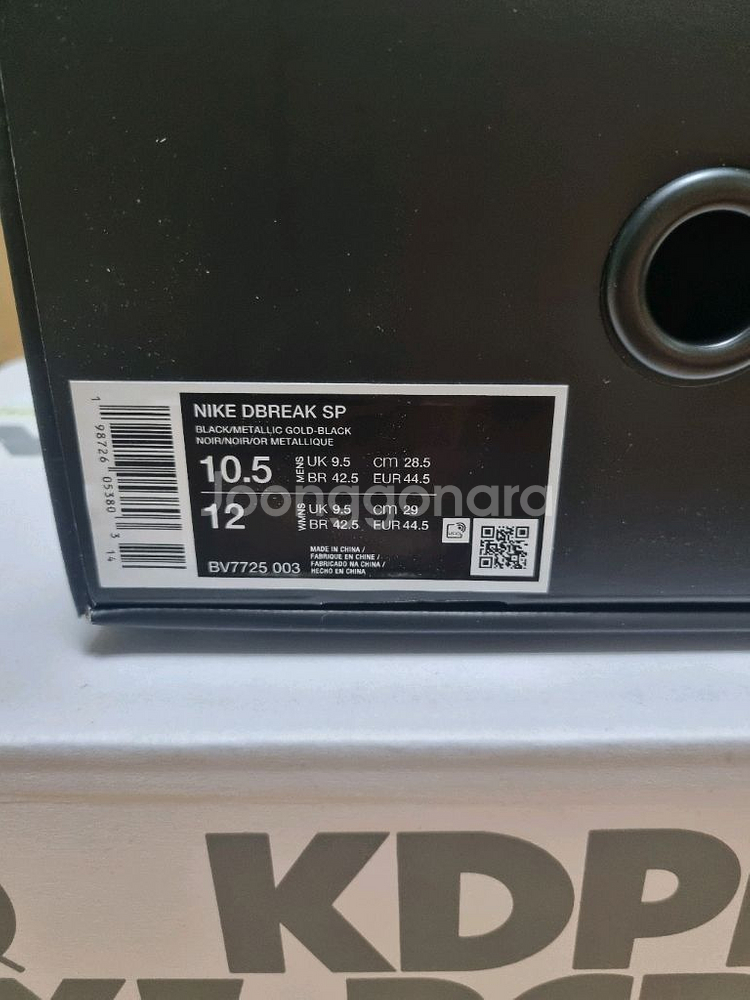 NIKE DBREAK SP
BLACK/METALLIC GOLD-BLACK
NOIR/NOIR/OR METALLIQUE
10.5 MENS UK 9.5 cm 28.5
BR 42.5 EUR 44.5
12 WMNS UK 9.5 cm 29
BR 42.5 EUR 44.5
BV7725 003
MADE IN CHINA /
FABRIQUE EN CHINE /
FABRICADO NA CHINA /
HECHO EN CHINA
1 98726 05380 3 14
Joonggonara
KDP